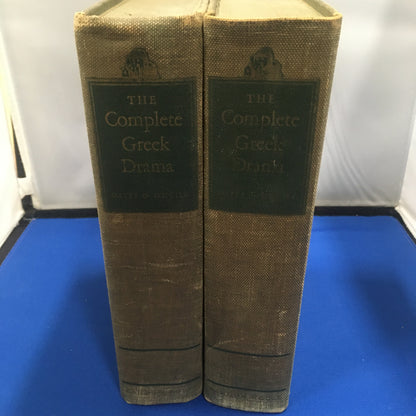 THE
Complete
Greek
Drama
THE
Complete
Greek
Drama